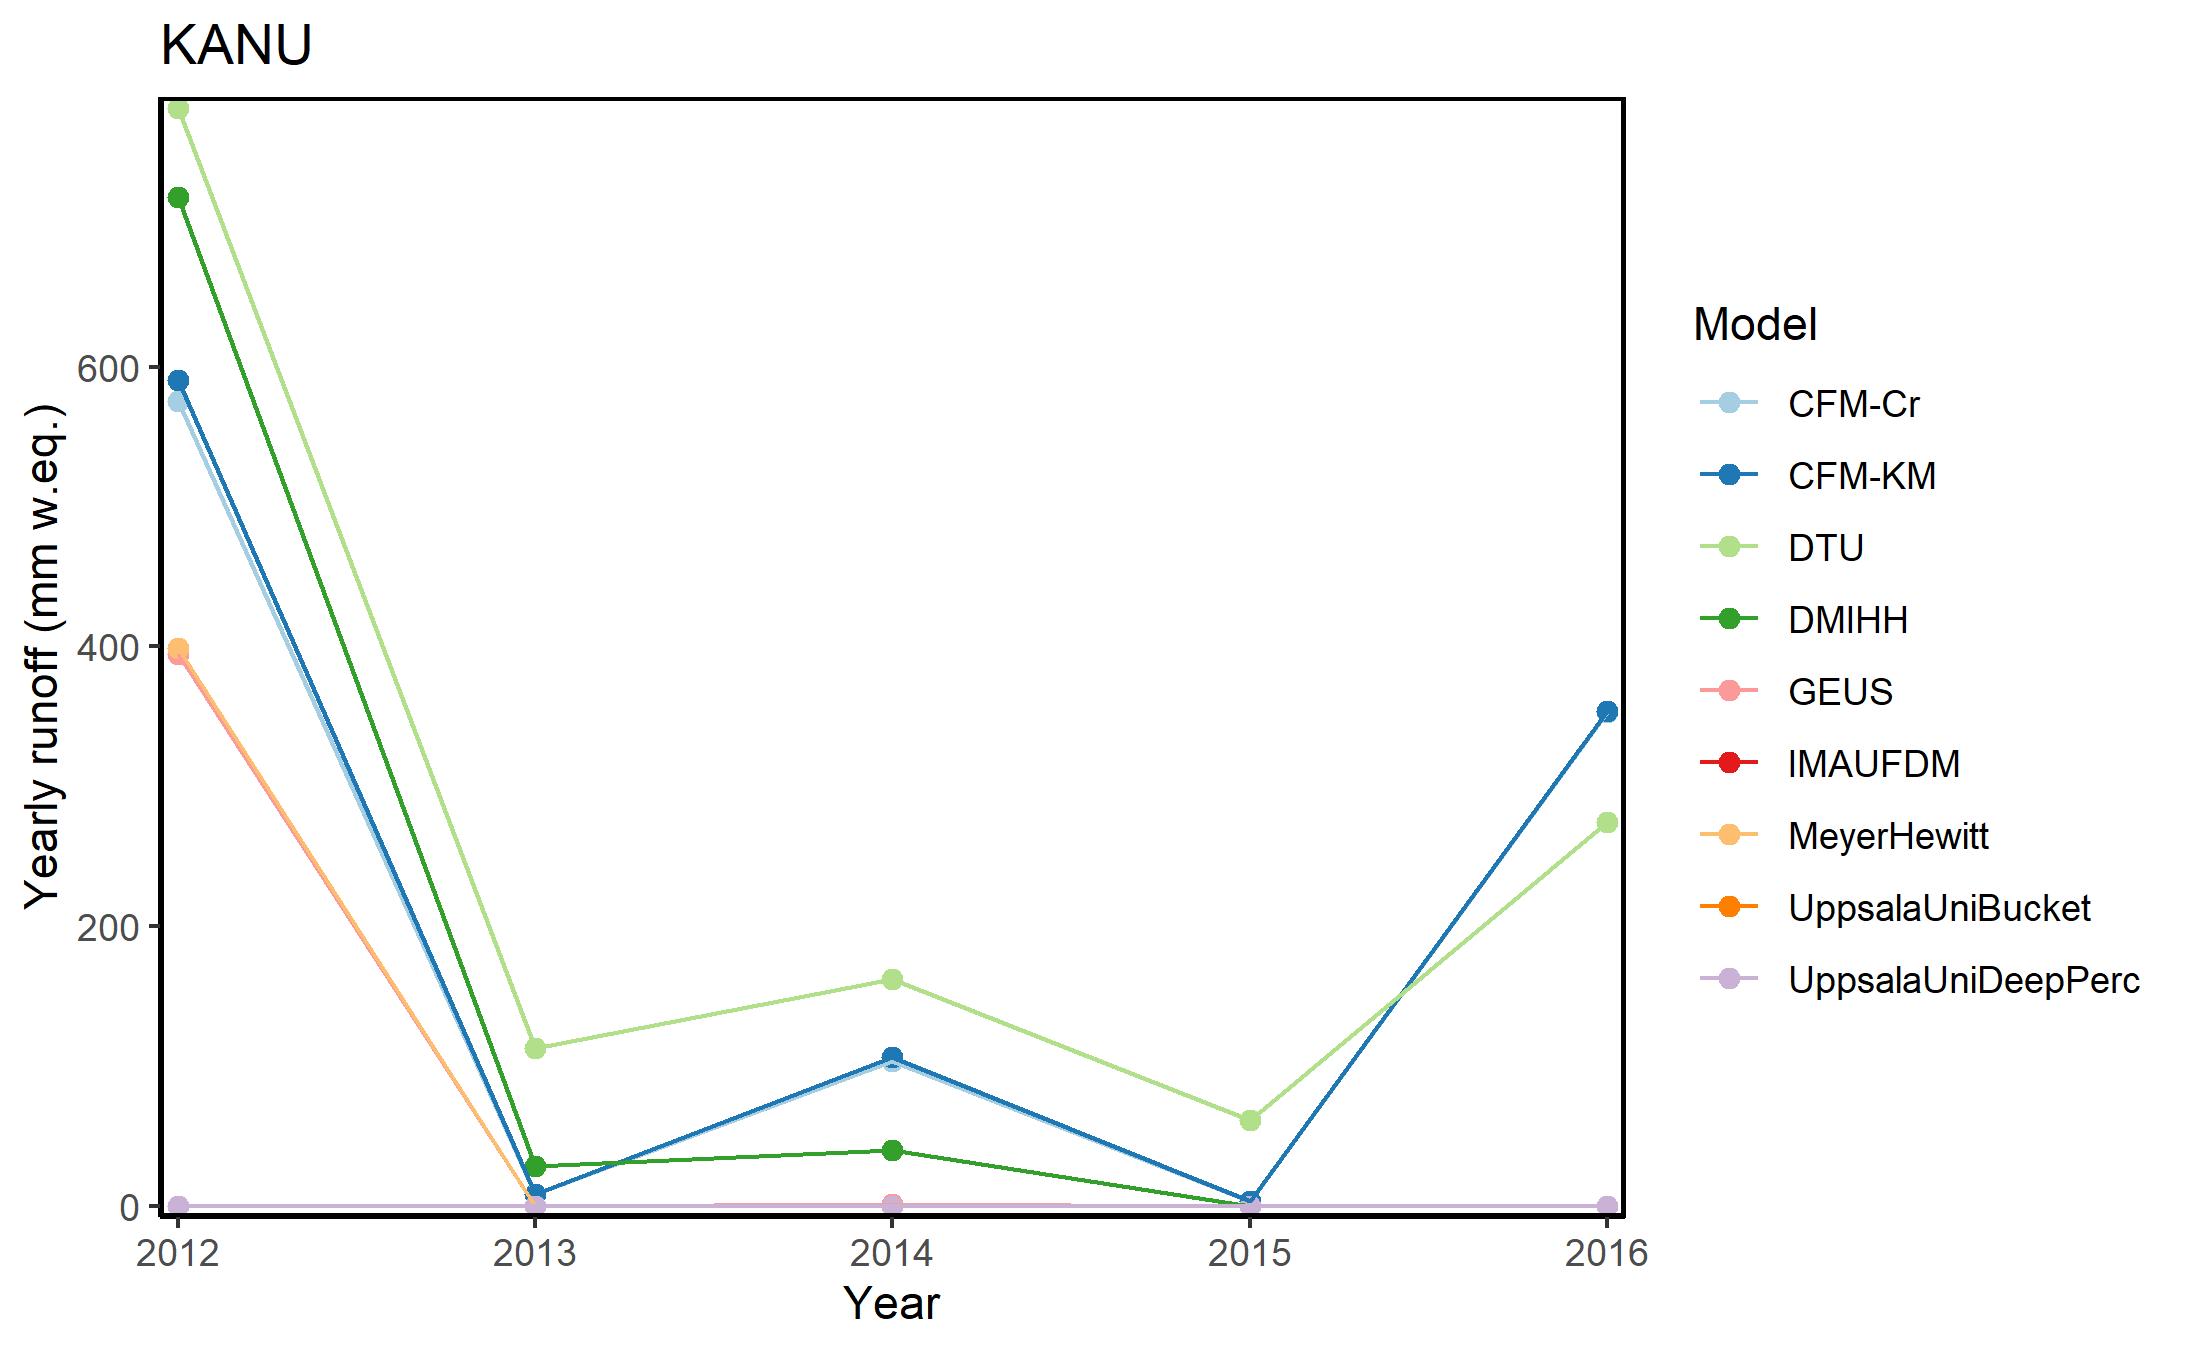 KANU
600
400
200
0
Yearly runoff (mm w.eq.)
2012 2013 2014 2015 2016
Year
Model
CFM-Cr
CFM-KM
DTU
DMIHH
GEUS
IMAUFDM
MeyerHewitt
UppsalaUniBucket
UppsalaUniDeepPerc